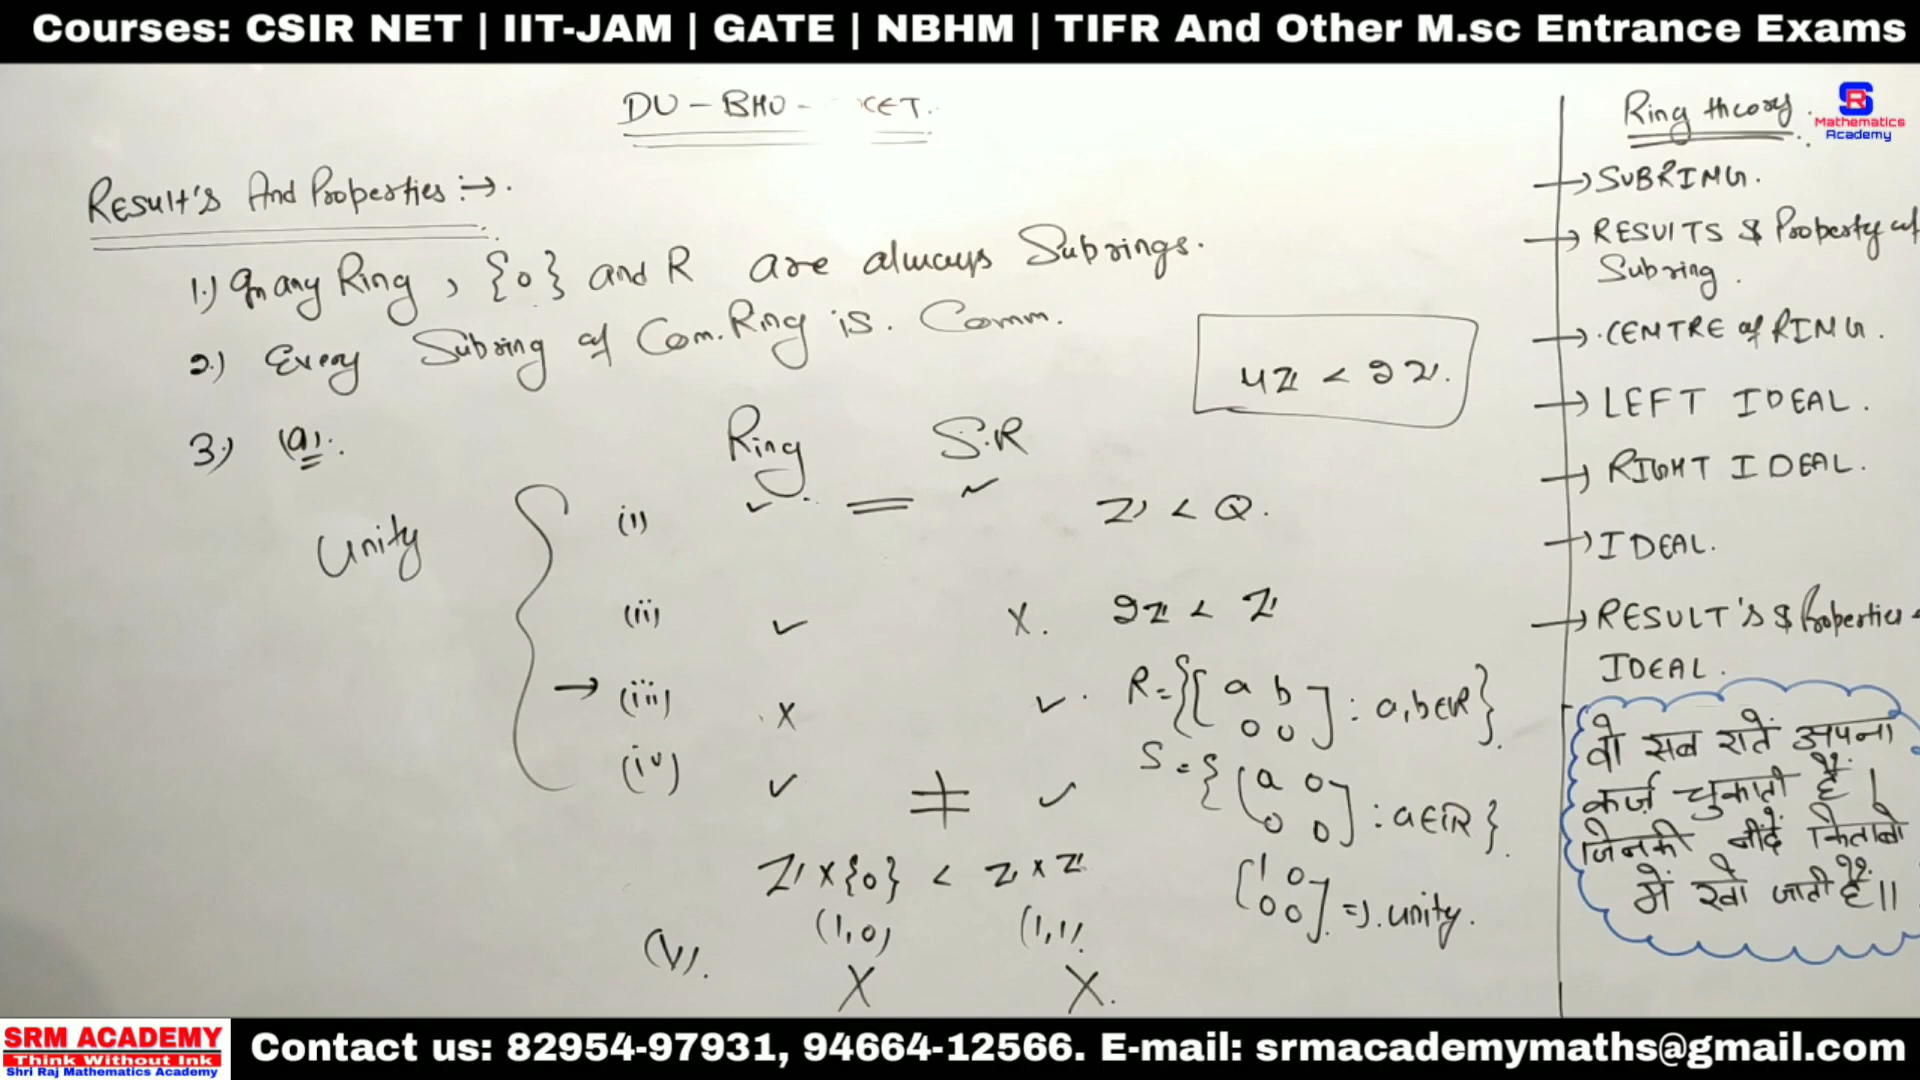 Courses: CSIR NET | IIT-JAM | GATE | NBHM | TIFR And Other M.sc Entrance Exams
DU - BHU - CET.
Result's And Properties :→.
1.) In any Ring, {0} and R are always Subrings.
2.) Every Subring of Com. Ring is. Comm.
4ℤ < 2ℤ.
3.) (a).
Ring S.R
Unity
(i) ✓ = ✓ ℤ < Q.
(ii) ✓ X. 2ℤ < ℤ
→ (iii) X ✓. R = {[a b
0 0] : a, b ∈ ℝ}.
S = {[a 0
0 0] : a ∈ ℝ}.
(iv) ✓ ≠ ✓
ℤ × {0} < ℤ × ℤ
(1,0) (1,1)
[1 0
0 0] => unity.
(v). X X.
Ring theory.
→ SUBRING.
→ RESULTS & Property of
Subring.
→ CENTRE of RING.
→ LEFT IDEAL.
→ RIGHT IDEAL.
→ IDEAL.
→ RESULT'S & Properties
IDEAL.
वो सब रातें अपना
कर्ज चुकाती हैं।
जिनकी नींदें किताबो
में खो जाती हैं॥
SR
Mathematics
Academy
SRM ACADEMY
Think Without Ink
Shri Raj Mathematics Academy
Contact us: 82954-97931, 94664-12566. E-mail: srmacademymaths@gmail.com